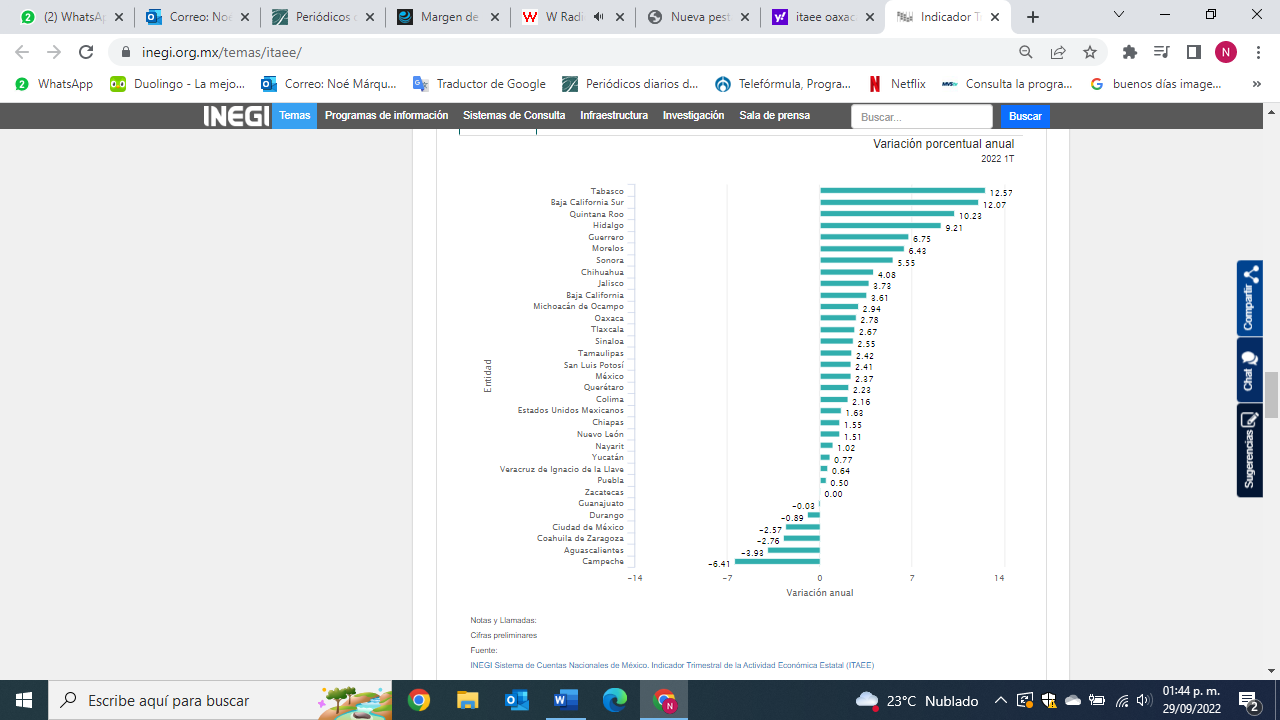 (2) WhatsA
Correo: No
Periódicos
Margen de
W Radi
Nueva pest
itaee oaxac
Indicador T
inegi.org.mx/temas/itaee/
N
WhatsApp
Duolingo - La mejo...
Correo: Noé Márqu...
Traductor de Google
Periódicos diarios d...
Telefórmula, Progra...
Netflix
Consulta la progra...
buenos días image...
»
INEGI Temas Programas de información Sistemas de Consulta Infraestructura Investigación Sala de prensa Buscar... Buscar
Variación porcentual anual
2022 1T
Entidad
Tabasco 12.57
Baja California Sur 12.07
Quintana Roo 10.23
Hidalgo 9.21
Guerrero 6.75
Morelos 6.43
Sonora 5.55
Chihuahua 4.08
Jalisco 3.73
Baja California 3.61
Michoacán de Ocampo 2.94
Oaxaca 2.78
Tlaxcala 2.67
Sinaloa 2.55
Tamaulipas 2.42
San Luis Potosí 2.41
México 2.37
Querétaro 2.23
Colima 2.16
Estados Unidos Mexicanos 1.63
Chiapas 1.55
Nuevo León 1.51
Nayarit 1.02
Yucatán 0.77
Veracruz de Ignacio de la Llave 0.64
Puebla 0.50
Zacatecas 0.00
Guanajuato -0.03
Durango -0.89
Ciudad de México -2.57
Coahuila de Zaragoza -2.76
Aguascalientes -3.93
Campeche -6.41
-14 -7 0 7 14
Variación anual
Notas y Llamadas:
Cifras preliminares
Fuente:
INEGI Sistema de Cuentas Nacionales de México. Indicador Trimestral de la Actividad Económica Estatal (ITAEE)
Compartir
Chat
Sugerencias
Escribe aquí para buscar
23°C Nublado
01:44 p. m.
29/09/2022
2